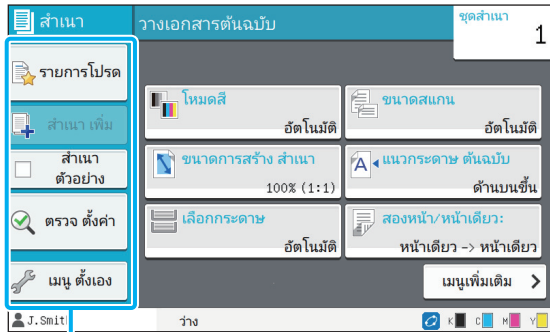 สำเนา
วางเอกสารต้นฉบับ
ชุดสำเนา
1
รายการโปรด
สำเนา เพิ่ม
สำเนา
ตัวอย่าง
ตรวจ ตั้งค่า
เมนู ตั้งเอง
โหมดสี
อัตโนมัติ
ขนาดสแกน
อัตโนมัติ
ขนาดการสร้าง สำเนา
100% (1:1)
แนวกระดาษ ต้นฉบับ
ด้านบนขึ้น
เลือกกระดาษ
อัตโนมัติ
สองหน้า/หน้าเดียว:
หน้าเดียว -> หน้าเดียว
เมนูเพิ่มเติม
J.Smit
ว่าง
K C M Y